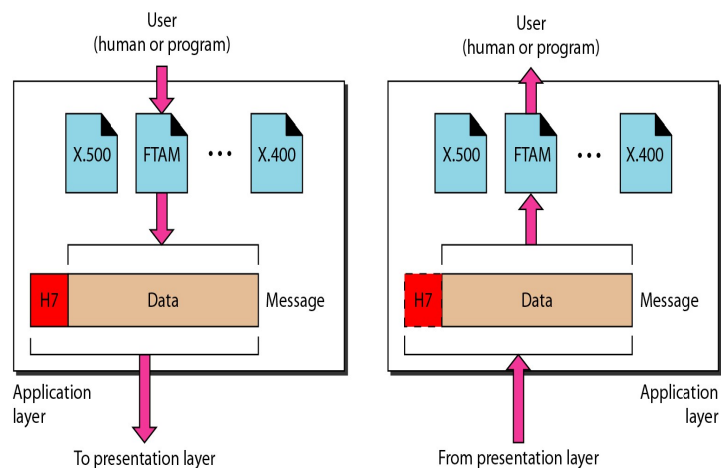 User
(human or program)
X.500
FTAM
...
X.400
H7
Data
Message
Application
layer
To presentation layer
User
(human or program)
X.500
FTAM
...
X.400
H7
Data
Message
Application
layer
From presentation layer